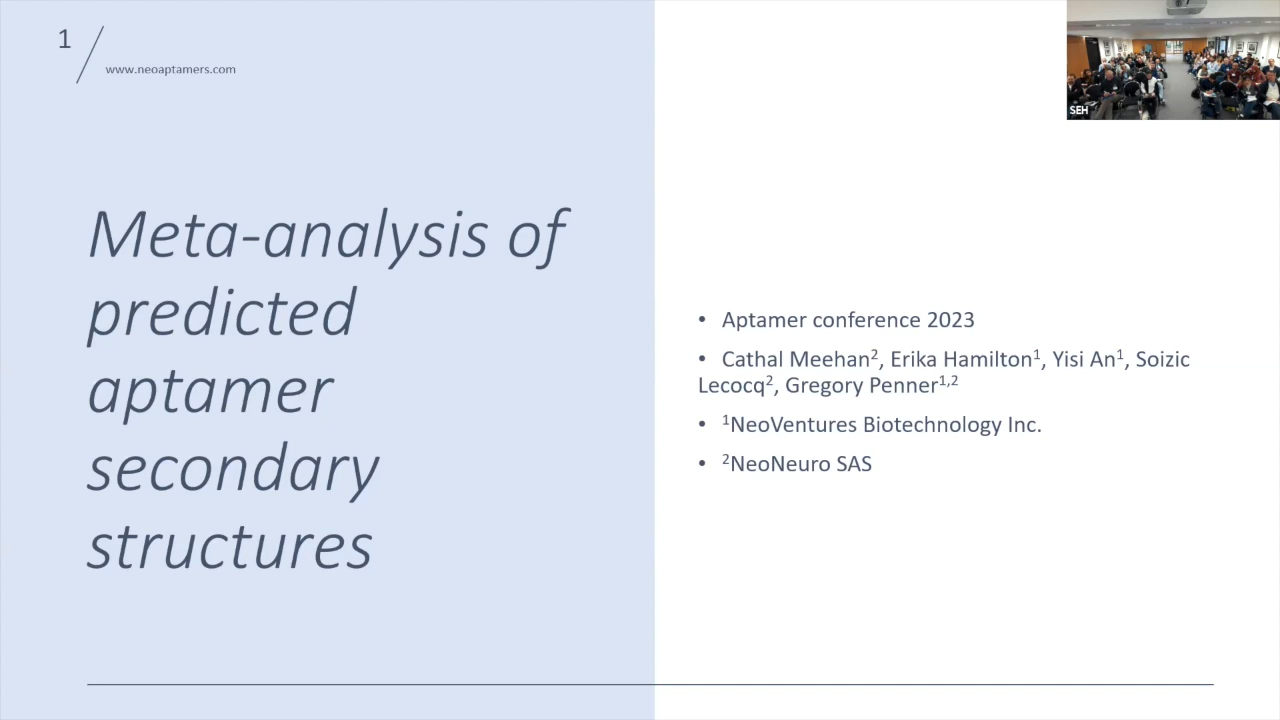 1
www.neoaptamers.com
SEH
Meta-analysis of
predicted
aptamer
secondary
structures
• Aptamer conference 2023
• Cathal Meehan², Erika Hamilton¹, Yisi An¹, Soizic
Lecocq², Gregory Penner¹,²
• ¹NeoVentures Biotechnology Inc.
• ²NeoNeuro SAS